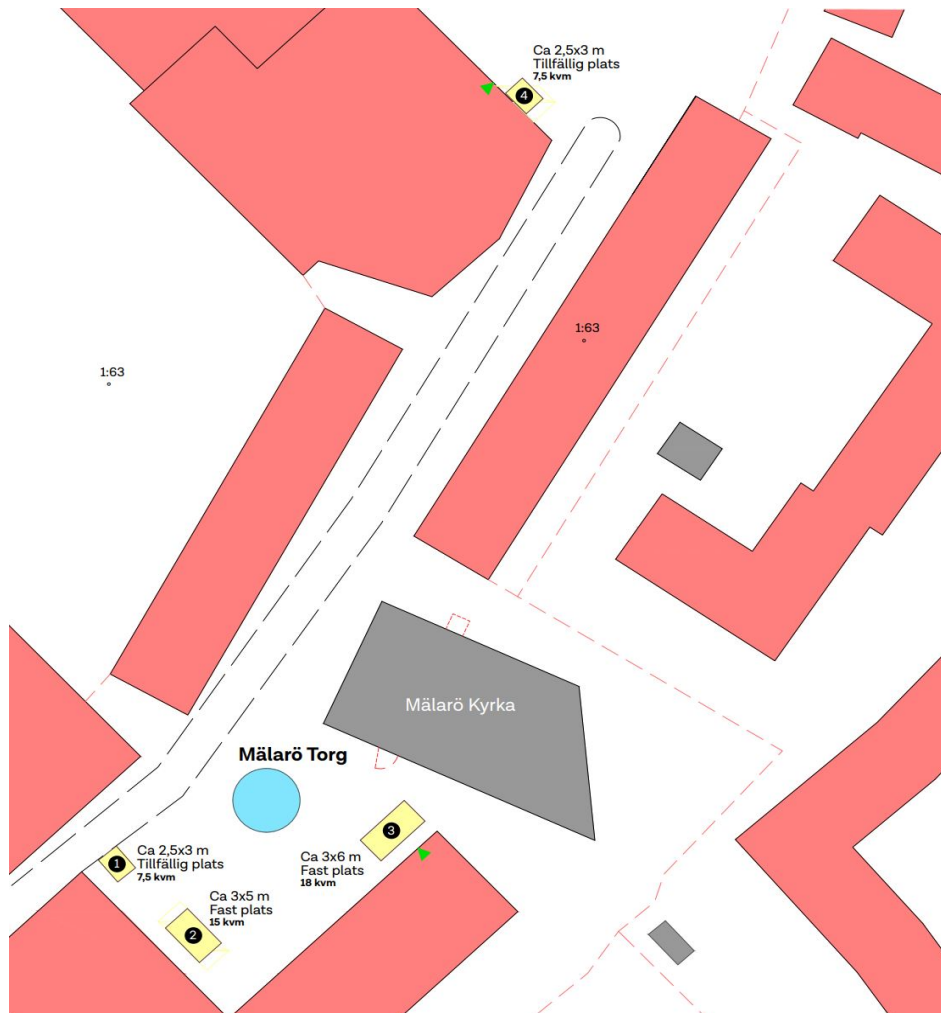 Ca 2,5x3 m
Tillfällig plats
7,5 kvm
4
1:63
1:63
Mälarö Kyrka
Mälarö Torg
3
Ca 2,5x3 m
Tillfällig plats
7,5 kvm
1
Ca 3x6 m
Fast plats
18 kvm
Ca 3x5 m
Fast plats
15 kvm
2